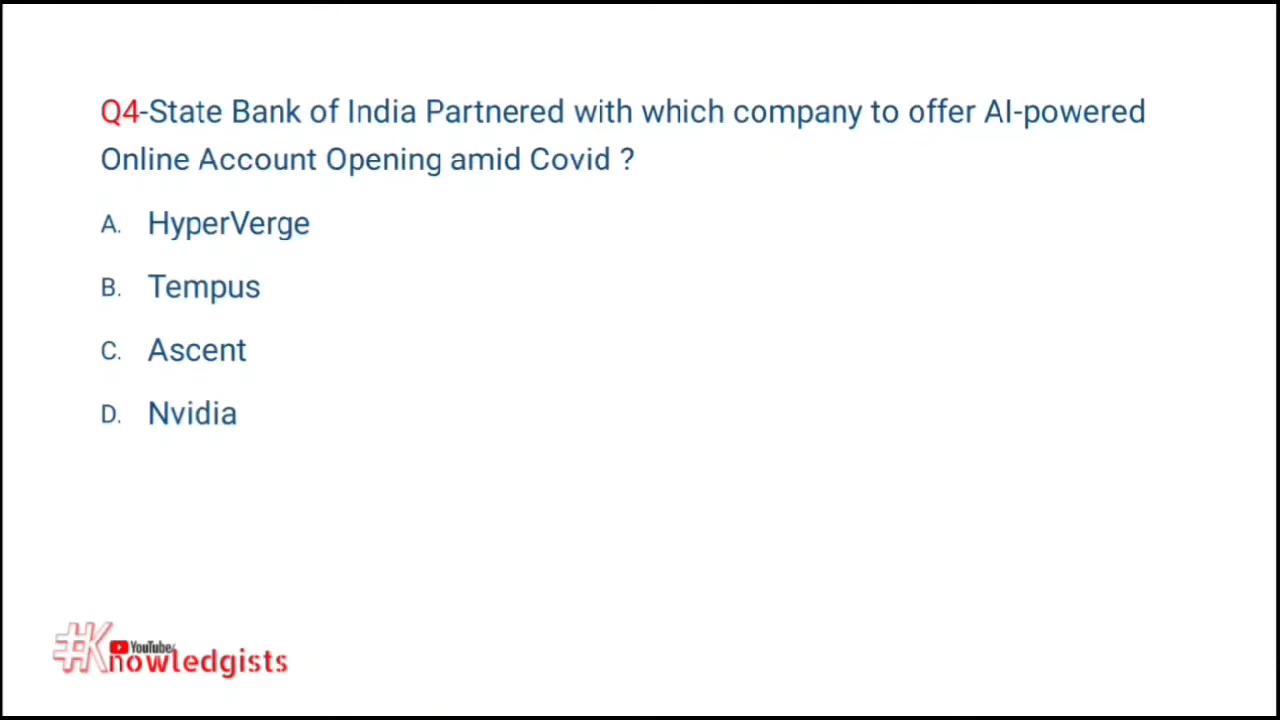 Q4-State Bank of India Partnered with which company to offer AI-powered
Online Account Opening amid Covid ?
A. HyperVerge
B. Tempus
C. Ascent
D. Nvidia
YouTube
#Knowledgists